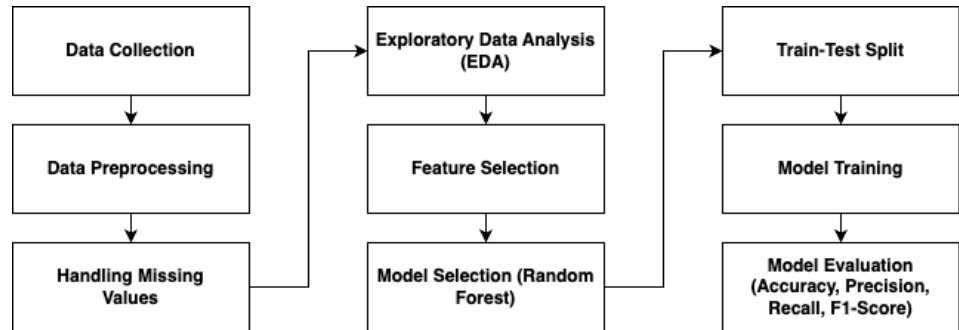 Data Collection
Data Preprocessing
Handling Missing
Values
Exploratory Data Analysis
(EDA)
Feature Selection
Model Selection (Random
Forest)
Train-Test Split
Model Training
Model Evaluation
(Accuracy, Precision,
Recall, F1-Score)